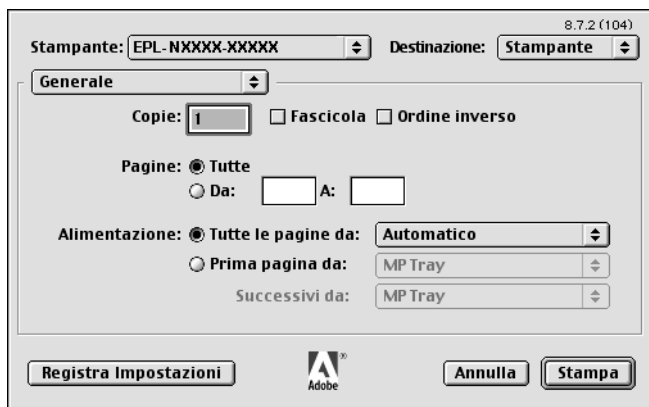 8.7.2 (104)
Stampante: EPL-NXXXX-XXXXX Destinazione: Stampante
Generale
Copie: 1 Fascicola Ordine inverso
Pagine: Tutte
Da: A:
Alimentazione: Tutte le pagine da: Automatico
Prima pagina da: MP Tray
Successivi da: MP Tray
Registra Impostazioni Adobe® Annulla Stampa